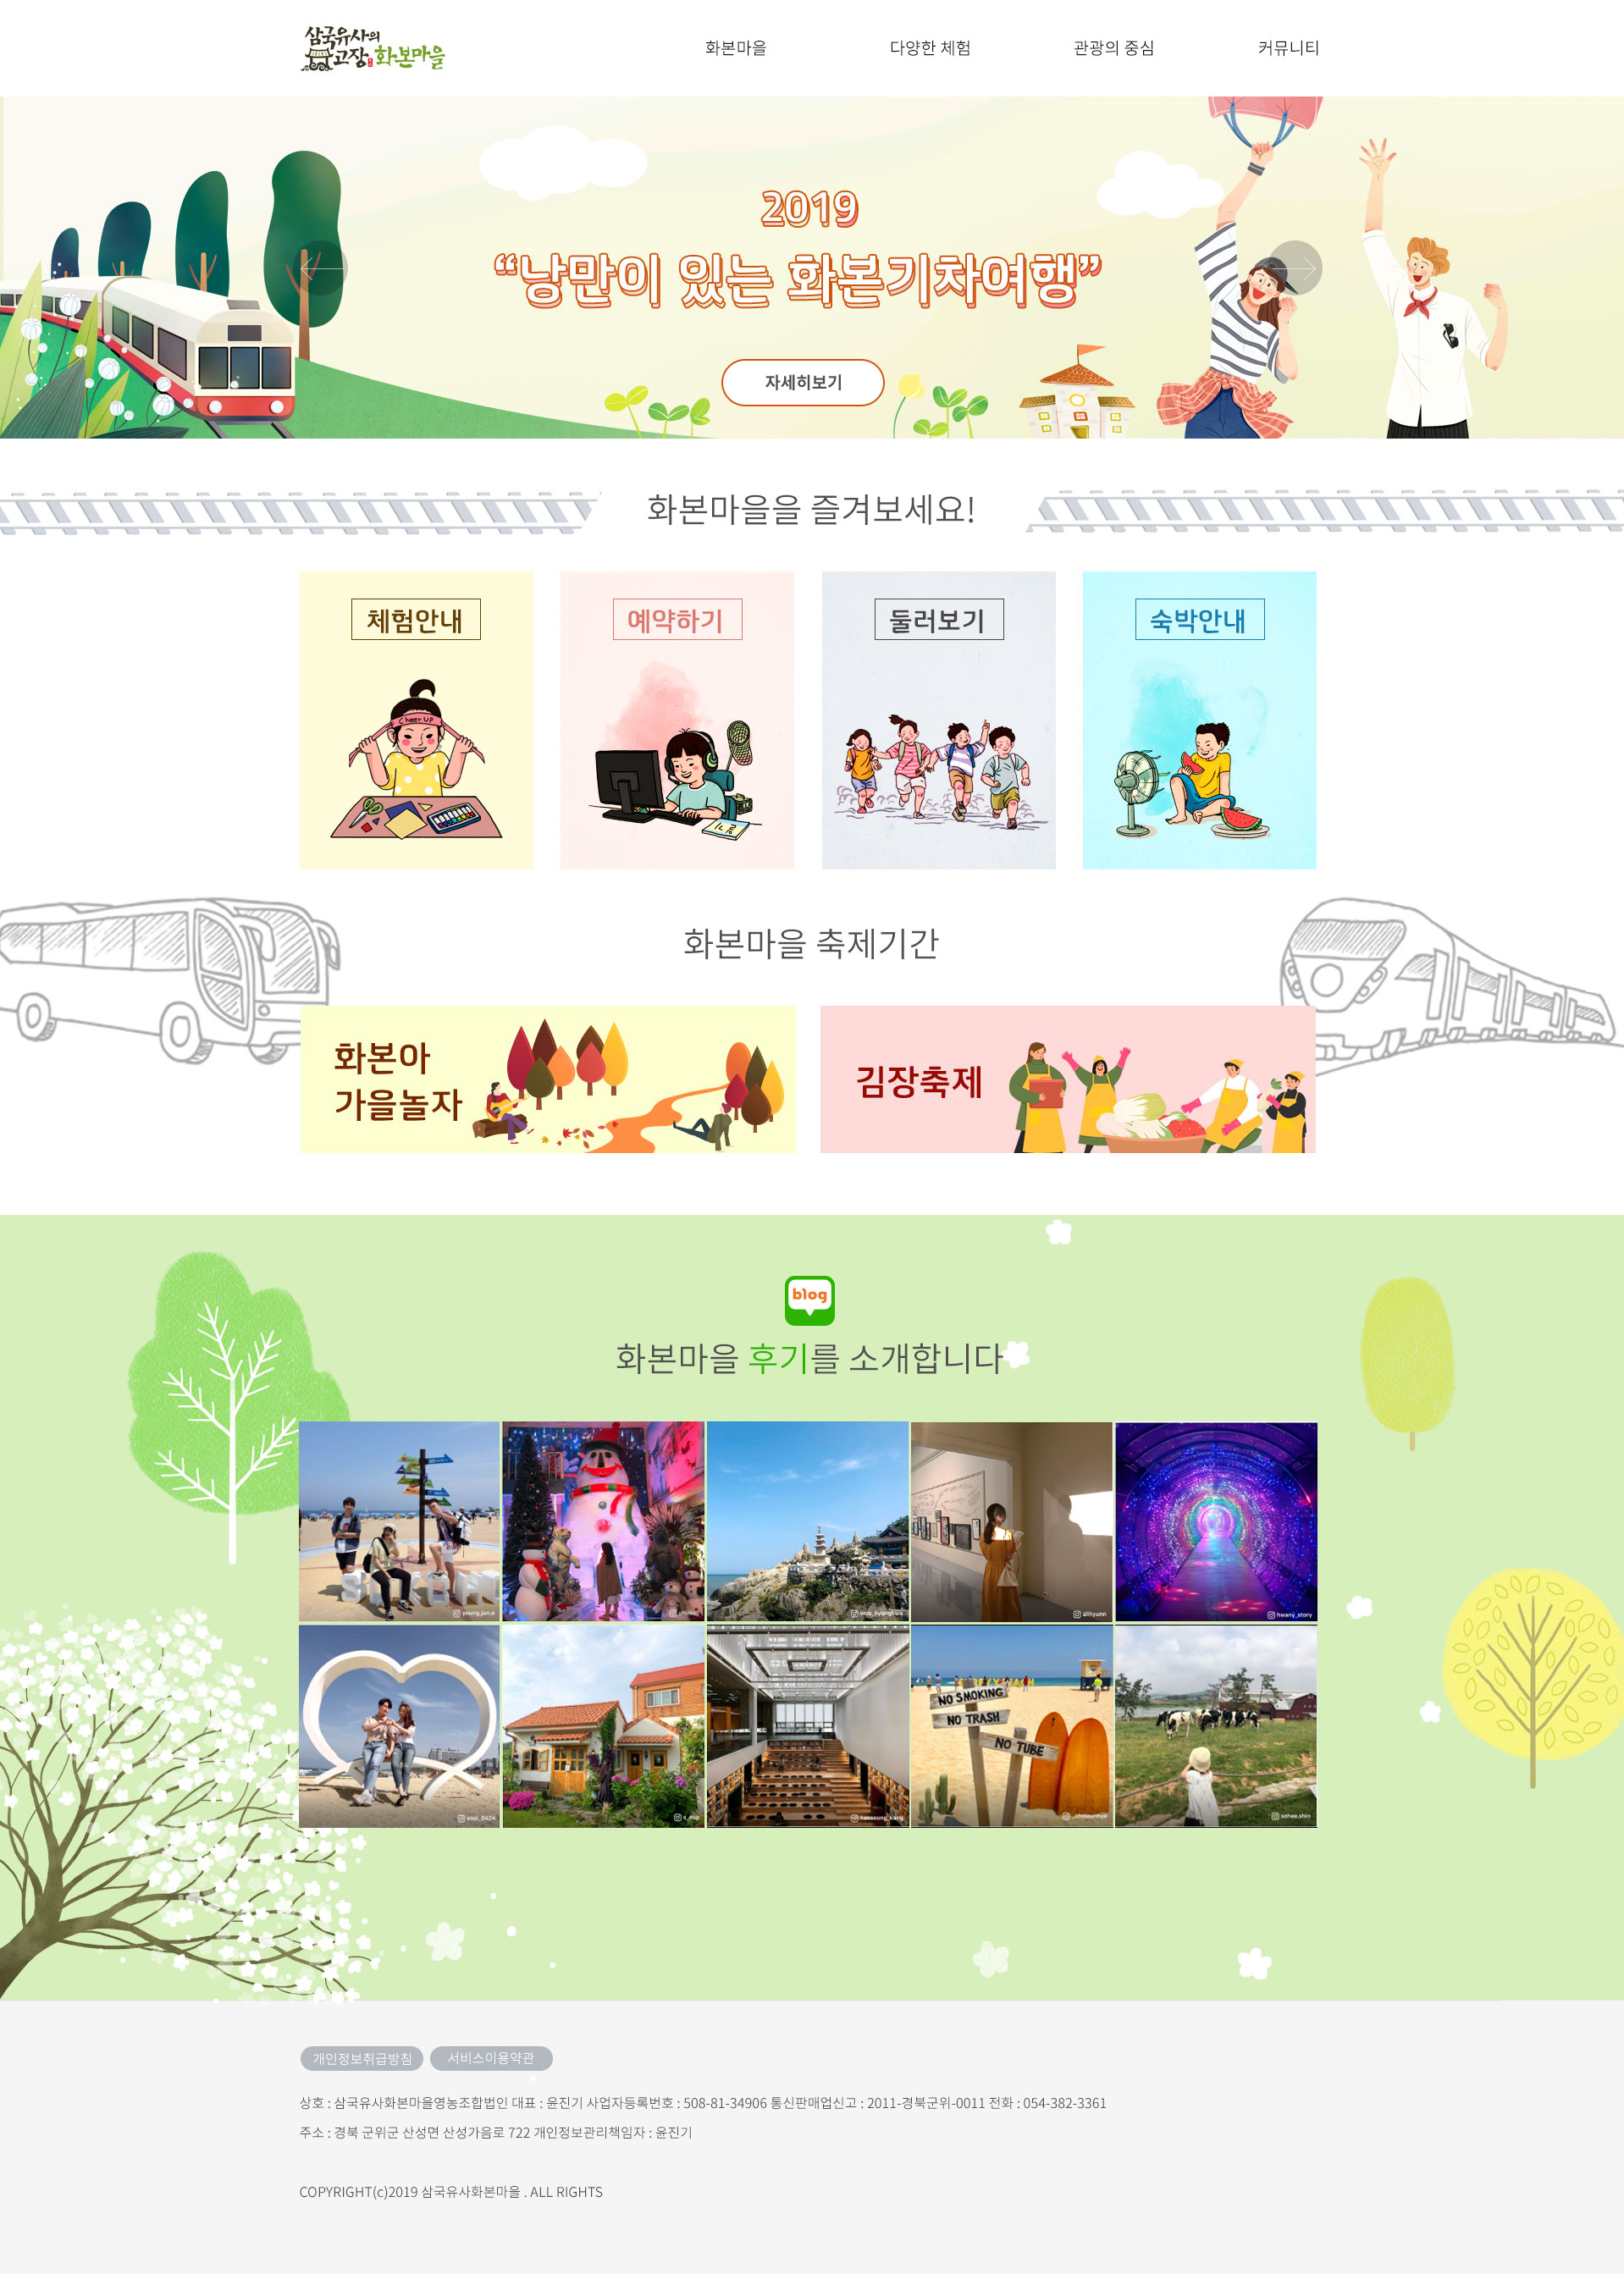 삼국유사의
고장 화본마을
화본마을
다양한 체험
관광의 중심
커뮤니티
2019
“낭만이 있는 화본기차여행”
자세히보기
화본마을을 즐겨보세요!
체험안내
예약하기
둘러보기
숙박안내
Cheer UP
화본마을 축제기간
화본아
가을놀자
김장축제
blog
화본마을 후기를 소개합니다
young.jun.e
woo_kyunghwa
zlihyunn
hwany_story
NO SMOKING
NO TRASH
NO TUBE
esol_0424
s_mip
haeseong_kang
sohee.shin
개인정보취급방침
서비스이용약관
상호 : 삼국유사화본마을영농조합법인 대표 : 윤진기 사업자등록번호 : 508-81-34906 통신판매업신고 : 2011-경북군위-0011 전화 : 054-382-3361
주소 : 경북 군위군 산성면 산성가음로 722 개인정보관리책임자 : 윤진기
COPYRIGHT(c)2019 삼국유사화본마을 . ALL RIGHTS